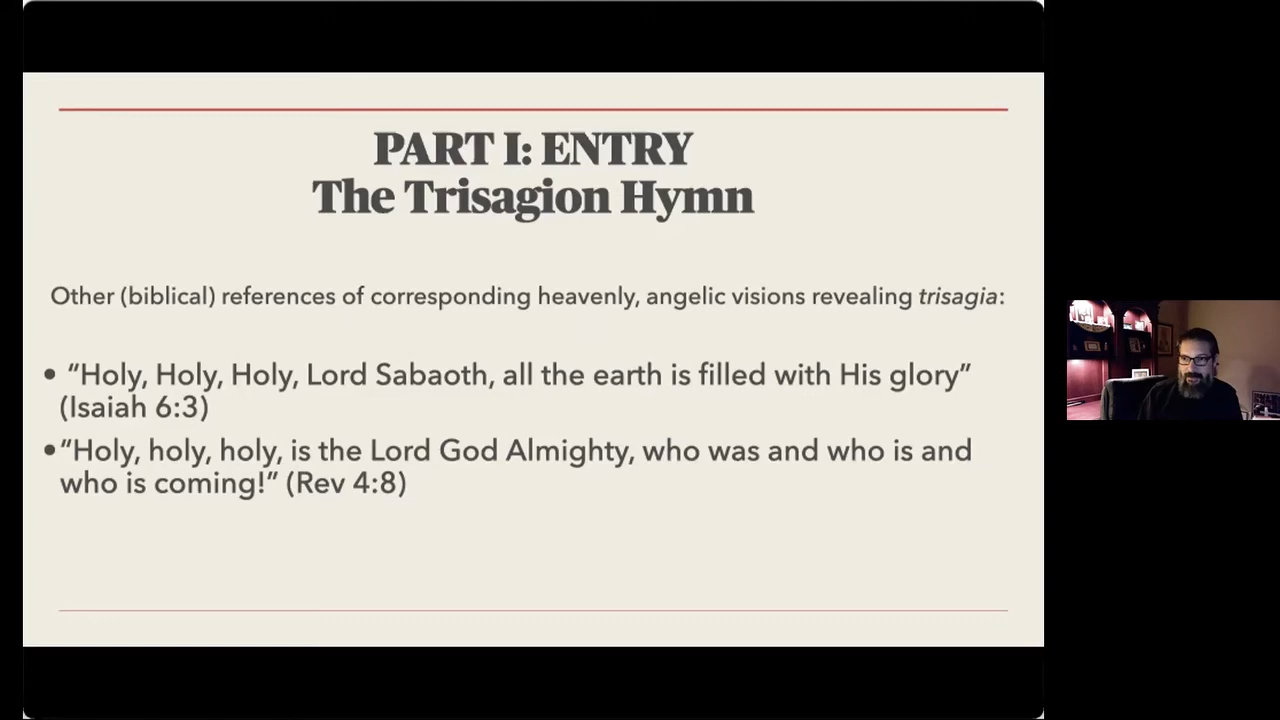 PART I: ENTRY
The Trisagion Hymn
Other (biblical) references of corresponding heavenly, angelic visions revealing trisagia:
• “Holy, Holy, Holy, Lord Sabaoth, all the earth is filled with His glory”
(Isaiah 6:3)
•“Holy, holy, holy, is the Lord God Almighty, who was and who is and
who is coming!” (Rev 4:8)